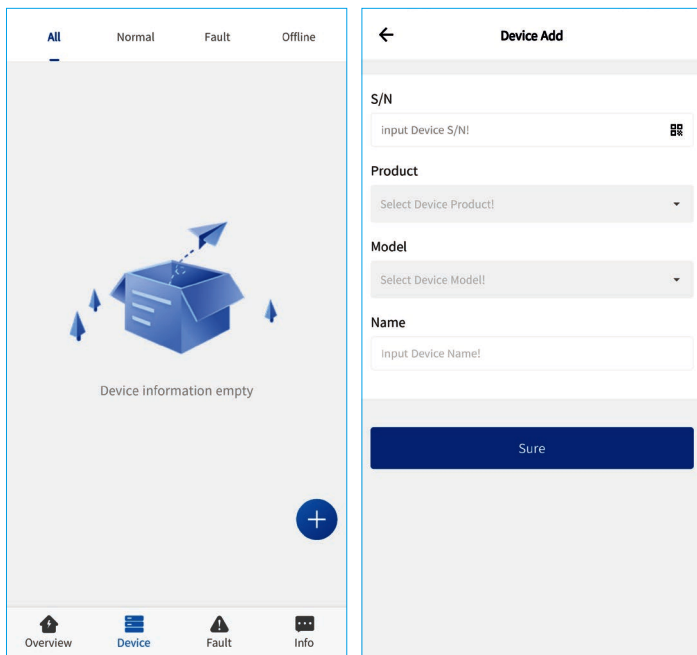 All Normal Fault Offline
Device information empty
Overview Device Fault Info
Device Add
S/N
input Device S/N!
Product
Select Device Product!
Model
Select Device Model!
Name
Input Device Name!
Sure